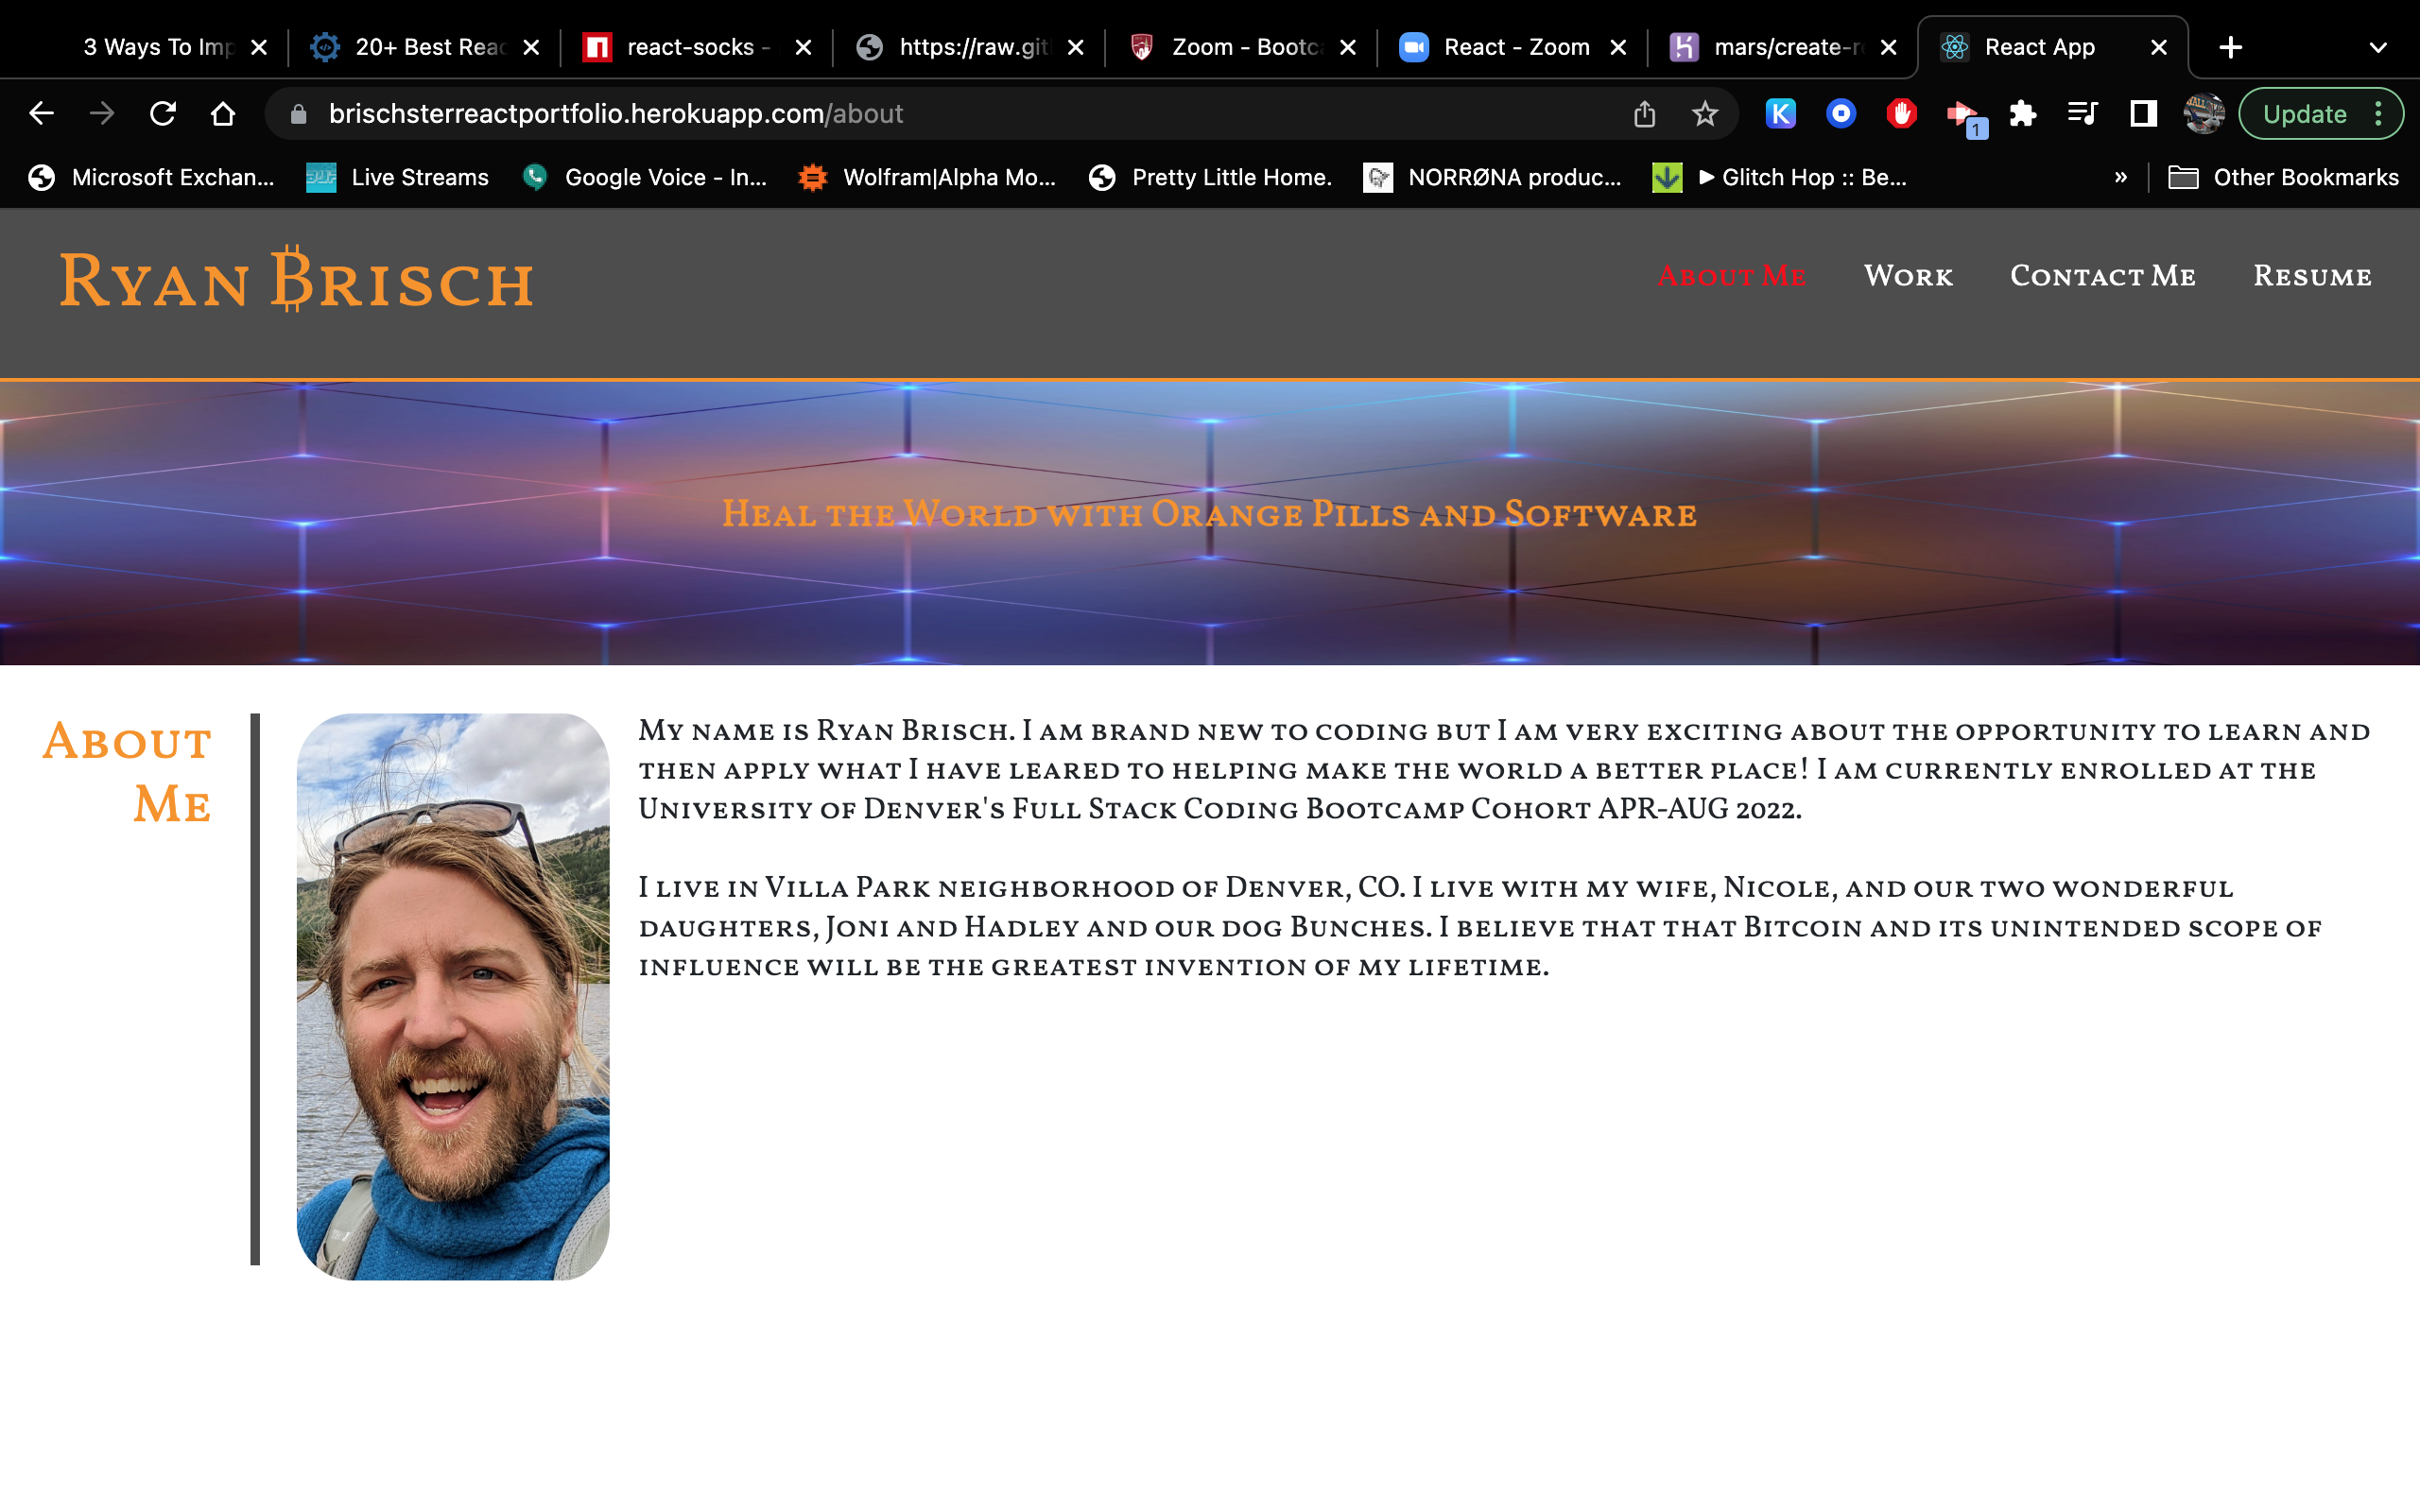 3 Ways To Imp
20+ Best Reac
react-socks -
https://raw.git
Zoom - Bootc
React - Zoom
mars/create-r
React App
brischsterreactportfolio.herokuapp.com/about
K
1
Update
Microsoft Exchan...
Live Streams
Google Voice - In...
Wolfram|Alpha Mo...
Pretty Little Home.
NORRØNA produc...
► Glitch Hop :: Be...
»
Other Bookmarks
Ryan ₿risch
About Me
Work
Contact Me
Resume
Heal the World with Orange Pills and Software
About
Me
My name is Ryan Brisch. I am brand new to coding but I am very exciting about the opportunity to learn and
then apply what I have leared to helping make the world a better place! I am currently enrolled at the
University of Denver's Full Stack Coding Bootcamp Cohort APR-AUG 2022.
I live in Villa Park neighborhood of Denver, CO. I live with my wife, Nicole, and our two wonderful
daughters, Joni and Hadley and our dog Bunches. I believe that that Bitcoin and its unintended scope of
influence will be the greatest invention of my lifetime.